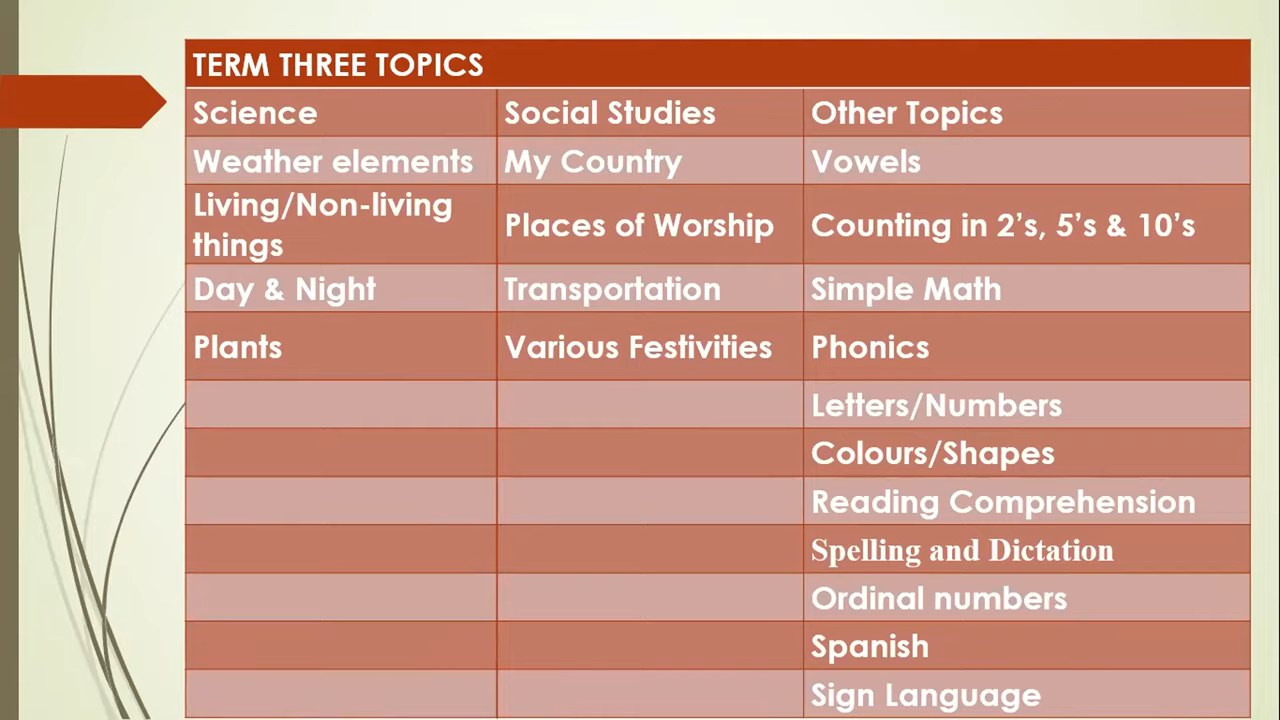 TERM THREE TOPICS
Science Social Studies Other Topics
Weather elements My Country Vowels
Living/Non-living
things Places of Worship Counting in 2’s, 5’s & 10’s
Day & Night Transportation Simple Math
Plants Various Festivities Phonics
Letters/Numbers
Colours/Shapes
Reading Comprehension
Spelling and Dictation
Ordinal numbers
Spanish
Sign Language